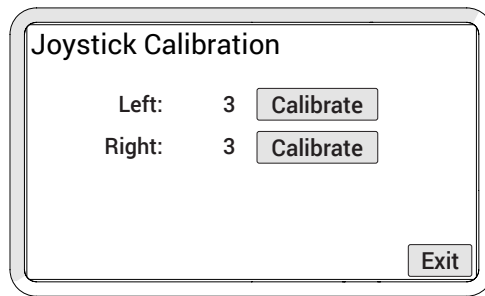 Joystick Calibration
Left: 3 Calibrate
Right: 3 Calibrate
Exit